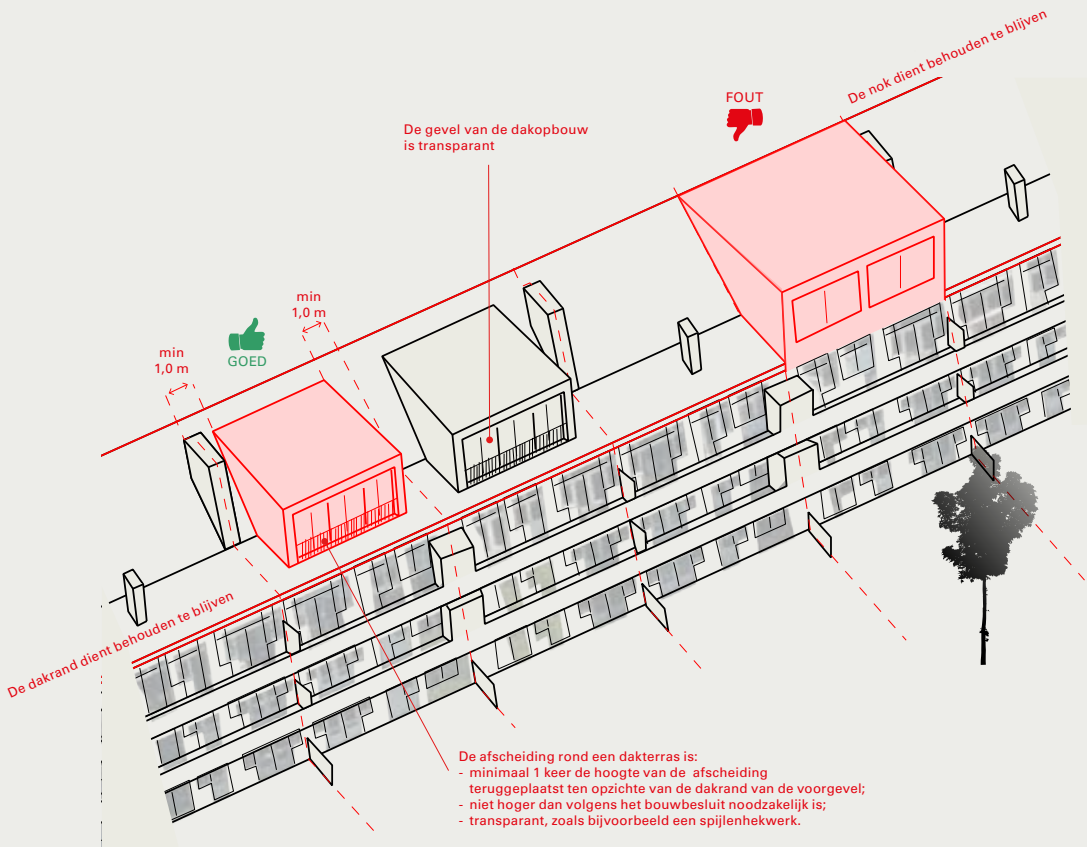 De nok dient behouden te blijven
FOUT
De gevel van de dakopbouw
is transparant
min
1,0 m
GOED
min
1,0 m
De dakrand dient behouden te blijven
De afscheiding rond een dakterras is:
- minimaal 1 keer de hoogte van de afscheiding
teruggeplaatst ten opzichte van de dakrand van de voorgevel;
- niet hoger dan volgens het bouwbesluit noodzakelijk is;
- transparant, zoals bijvoorbeeld een spijlenhekwerk.